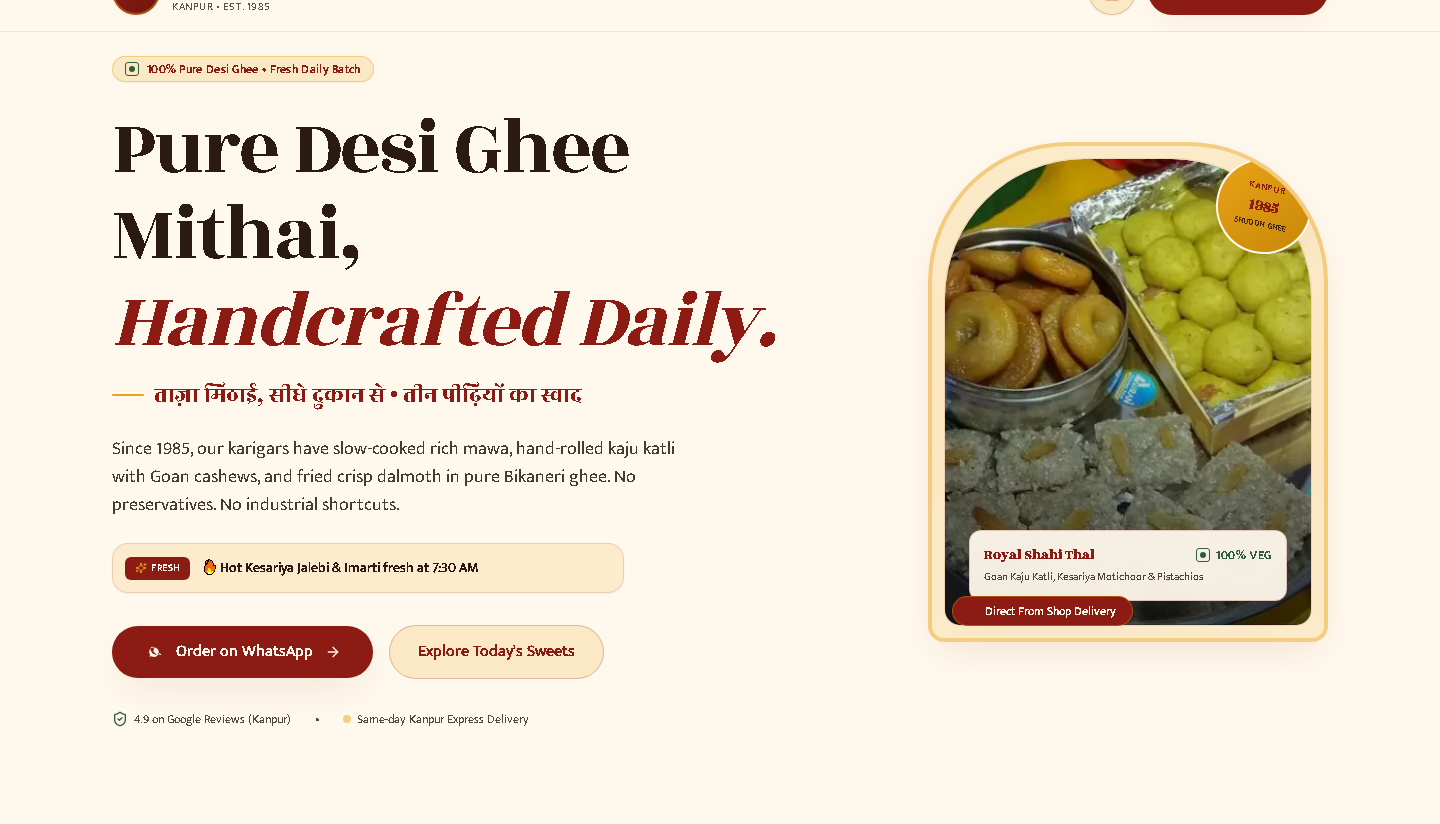 KANPUR • EST. 1985
100% Pure Desi Ghee • Fresh Daily Batch
Pure Desi Ghee
Mithai,
Handcrafted Daily.
ताज़ा मिठाई, सीधे दुकान से • तीन पीढ़ियों का स्वाद
Since 1985, our karigars have slow-cooked rich mawa, hand-rolled kaju katli
with Goan cashews, and fried crisp dalmoth in pure Bikaneri ghee. No
preservatives. No industrial shortcuts.
FRESH
🔥 Hot Kesariya Jalebi & Imarti fresh at 7:30 AM
Order on WhatsApp →
Explore Today's Sweets
4.9 on Google Reviews (Kanpur) • Same-day Kanpur Express Delivery
KANPUR
1985
SHUDDH GHEE
Royal Shahi Thal
100% VEG
Goan Kaju Katli, Kesariya Motichoor & Pistachios
Direct From Shop Delivery